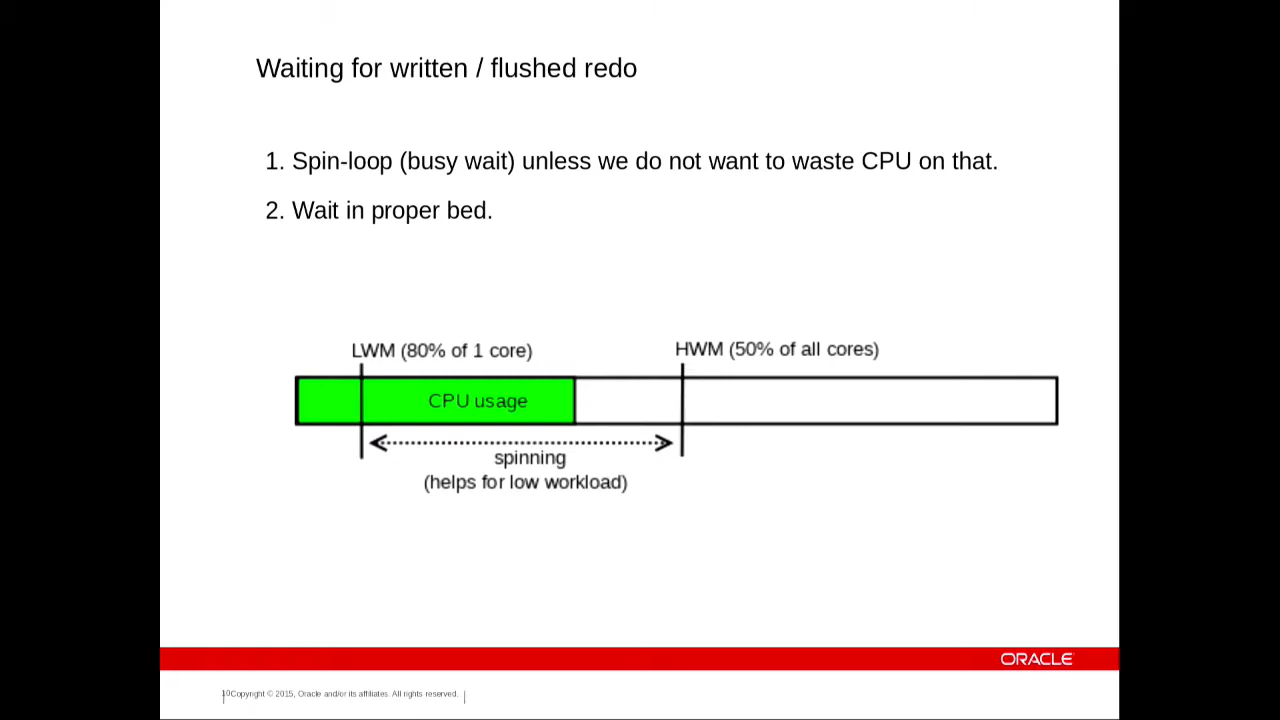 Waiting for written / flushed redo
1. Spin-loop (busy wait) unless we do not want to waste CPU on that.
2. Wait in proper bed.
LWM (80% of 1 core)
HWM (50% of all cores)
CPU usage
spinning
(helps for low workload)
ORACLE
10Copyright © 2015, Oracle and/or its affiliates. All rights reserved.